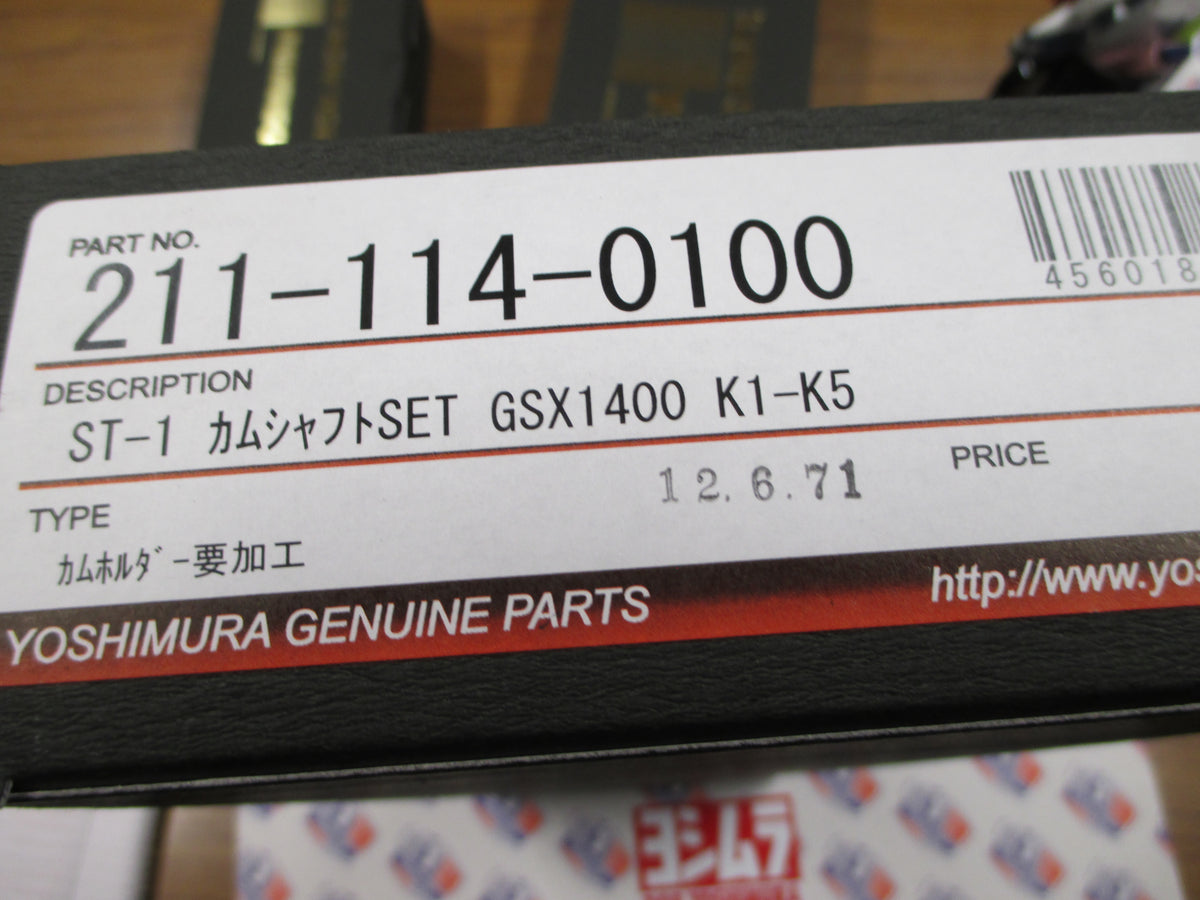 PART NO.
211-114-0100
456018
DESCRIPTION
ST-1 カムシャフトSET GSX1400 K1-K5
TYPE
12.6.71
PRICE
カムホルダー要加工
YOSHIMURA GENUINE PARTS
http://www.yos
ヨシムラ